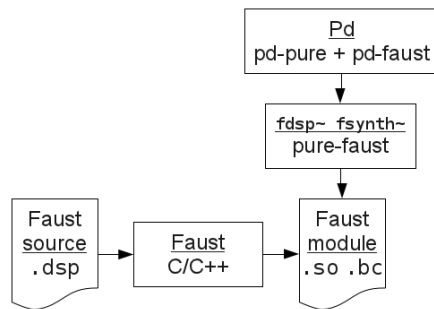 Pd
pd-pure + pd-faust
fdsp~ fsynth~
pure-faust
Faust
source
.dsp
Faust
C/C++
Faust
module
.so .bc